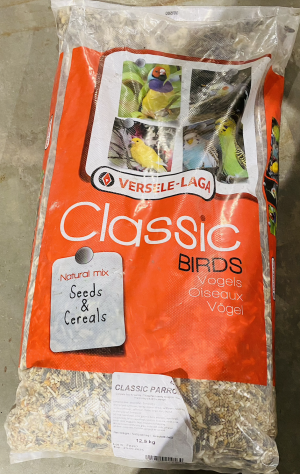 VERSELE-LAGA
Classic
BIRDS
Vogels
Oiseaux
Vögel
Natural mix
Seeds
&
Cereals
CLASSIC PARRO
12,5 kg